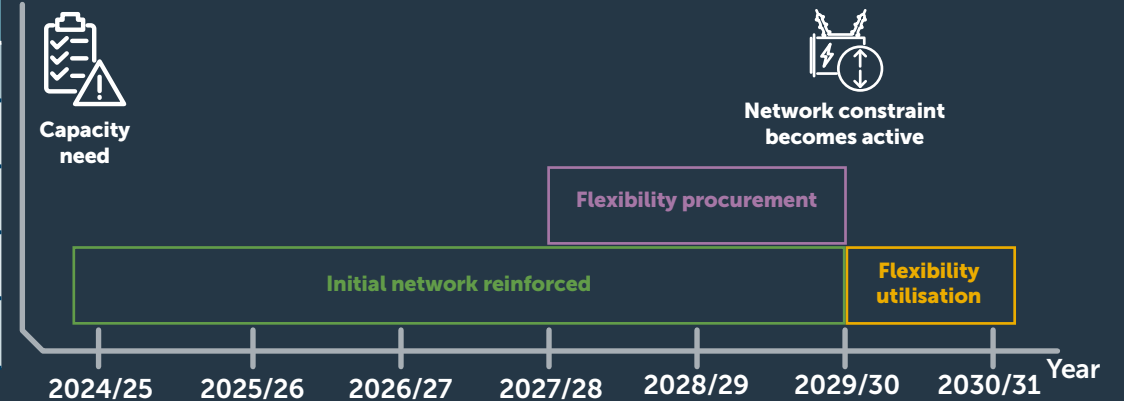 Capacity
need
Network constraint
becomes active
Flexibility procurement
Initial network reinforced
Flexibility
utilisation
2024/25
2025/26
2026/27
2027/28
2028/29
2029/30
2030/31
Year